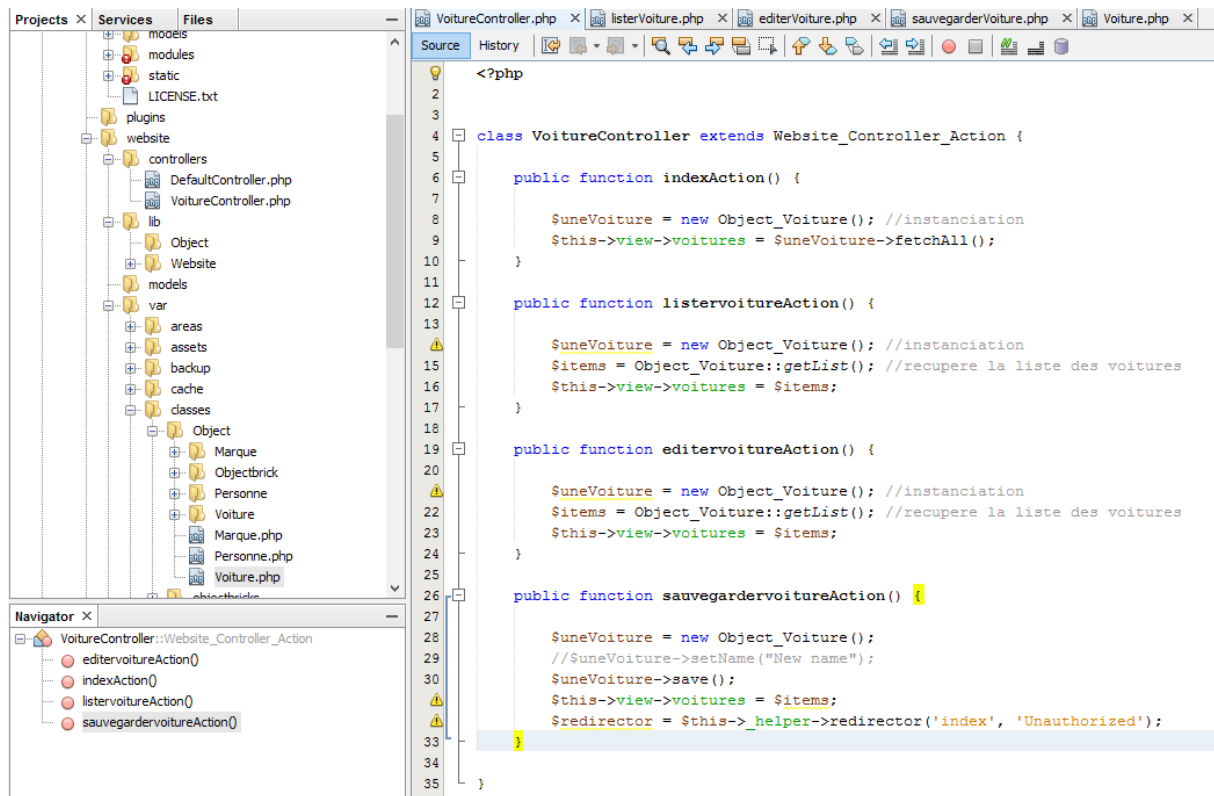 Projects × Services Files
models
modules
static
LICENSE.txt
plugins
website
controllers
DefaultController.php
VoitureController.php
lib
Object
Website
models
var
areas
assets
backup
cache
classes
Object
Marque
Objectbrick
Personne
Voiture
Marque.php
Personne.php
Voiture.php
objectbricks
Navigator ×
VoitureController::Website_Controller_Action
editervoitureAction()
indexAction()
listervoitureAction()
sauvegardervoitureAction()
VoitureController.php × listerVoiture.php × editerVoiture.php × sauvegarderVoiture.php × Voiture.php ×
Source History
<?php
2
3
4 class VoitureController extends Website_Controller_Action {
5
6 public function indexAction() {
7
8 $uneVoiture = new Object_Voiture(); //instanciation
9 $this->view->voitures = $uneVoiture->fetchAll();
10 }
11
12 public function listervoitureAction() {
13
$uneVoiture = new Object_Voiture(); //instanciation
15 $items = Object_Voiture::getList(); //recupere la liste des voitures
16 $this->view->voitures = $items;
17 }
18
19 public function editervoitureAction() {
20
$uneVoiture = new Object_Voiture(); //instanciation
22 $items = Object_Voiture::getList(); //recupere la liste des voitures
23 $this->view->voitures = $items;
24 }
25
26 public function sauvegardervoitureAction() {
27
28 $uneVoiture = new Object_Voiture();
29 //$uneVoiture->setName("New name");
30 $uneVoiture->save();
$this->view->voitures = $items;
$redirector = $this->_helper->redirector('index', 'Unauthorized');
33 }
34
35 }